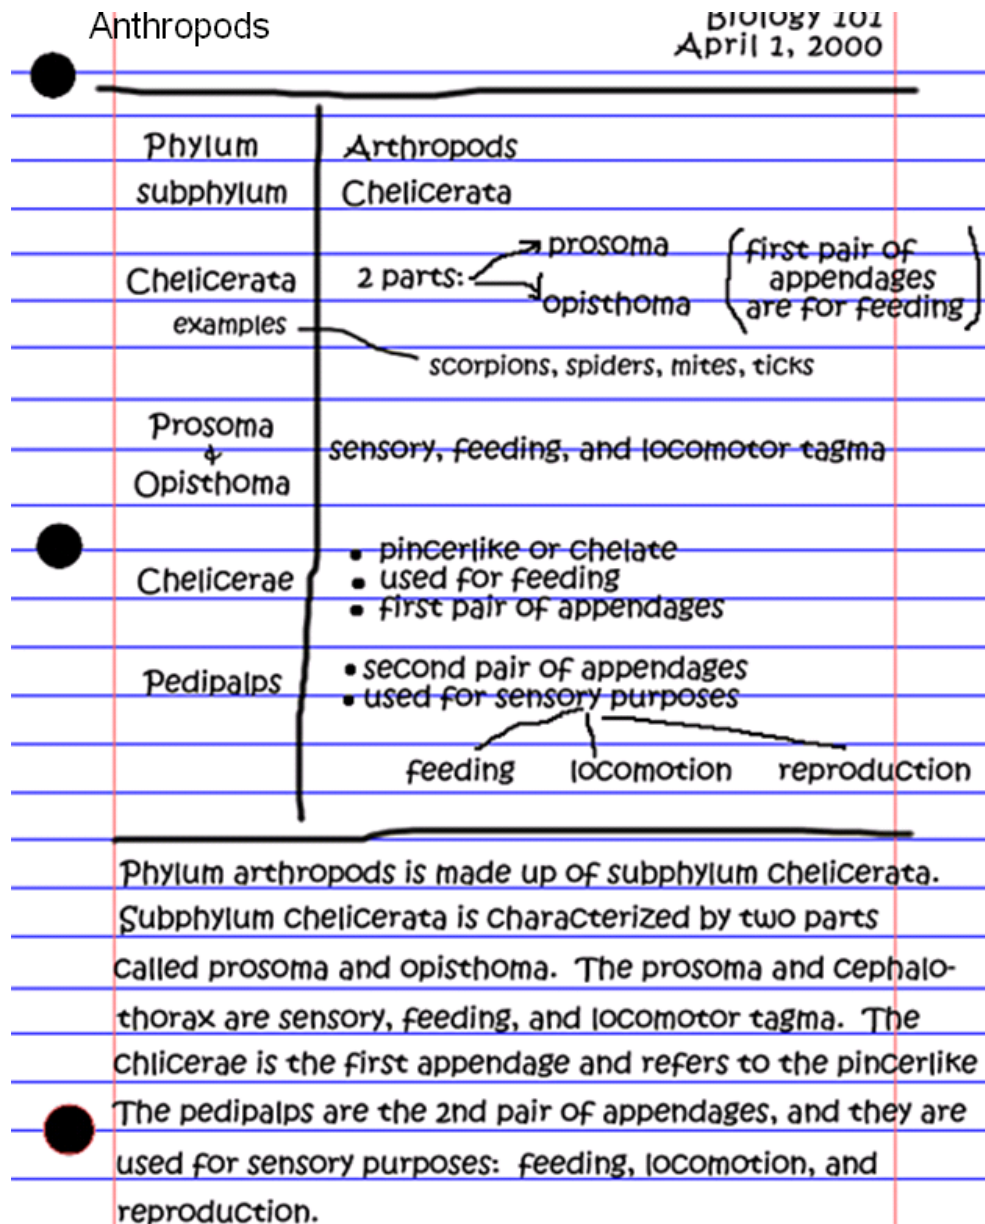 Anthropods
Biology 101
April 1, 2000
Phylum Arthropods
subphylum Chelicerata
Chelicerata 2 parts: prosoma opisthoma (first pair of appendages are for feeding)
examples
scorpions, spiders, mites, ticks
Prosoma
&
Opisthoma
sensory, feeding, and locomotor tagma
Chelicerae
• pincerlike or chelate
• used for feeding
• first pair of appendages
Pedipalps
• second pair of appendages
• used for sensory purposes
feeding locomotion reproduction
Phylum arthropods is made up of subphylum chelicerata.
Subphylum chelicerata is characterized by two parts
called prosoma and opisthoma. The prosoma and cephalo-
thorax are sensory, feeding, and locomotor tagma. The
chlicerae is the first appendage and refers to the pincerlike
The pedipalps are the 2nd pair of appendages, and they are
used for sensory purposes: feeding, locomotion, and
reproduction.